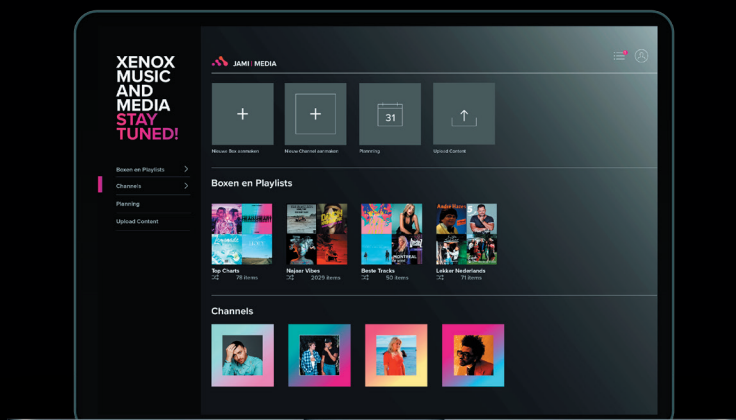 XENOX
MUSIC
AND
MEDIA
STAY
TUNED!
Boxen en Playlists
Channels
Planning
Upload Content
JAMI | MEDIA
Nieuwe Box aanmaken
Nieuw Channel aanmaken
31
Planning
Upload Content
Boxen en Playlists
Top Charts
78 items
Najaar Vibes
2025 items
Beste Tracks
50 items
Lekker Nederlands
71 items
MONTREAL
Channels